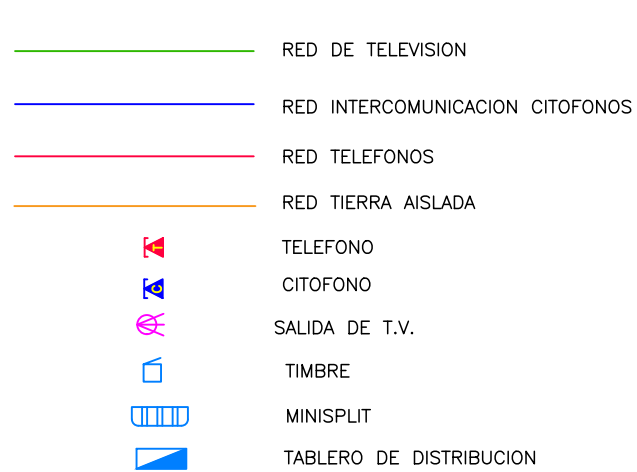 RED DE TELEVISION
RED INTERCOMUNICACION CITOFONOS
RED TELEFONOS
RED TIERRA AISLADA
T TELEFONO
C CITOFONO
SALIDA DE T.V.
TIMBRE
MINISPLIT
TABLERO DE DISTRIBUCION